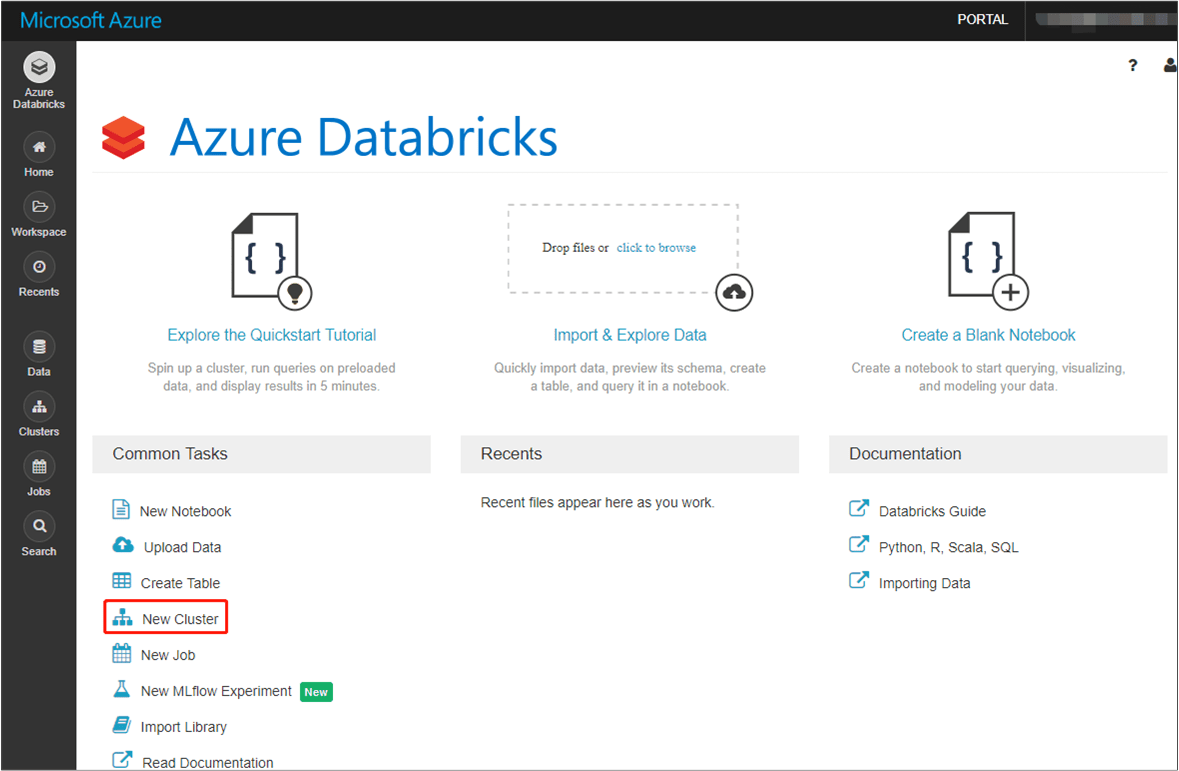 Microsoft Azure
PORTAL
?
Azure
Databricks
Home
Workspace
Recents
Data
Clusters
Jobs
Search
Azure Databricks
{ }
Explore the Quickstart Tutorial
Spin up a cluster, run queries on preloaded
data, and display results in 5 minutes.
Drop files or click to browse
Import & Explore Data
Quickly import data, preview its schema, create
a table, and query it in a notebook.
{ }
Create a Blank Notebook
Create a notebook to start querying, visualizing,
and modeling your data.
Common Tasks
New Notebook
Upload Data
Create Table
New Cluster
New Job
New MLflow Experiment New
Import Library
Read Documentation
Recents
Recent files appear here as you work.
Documentation
Databricks Guide
Python, R, Scala, SQL
Importing Data